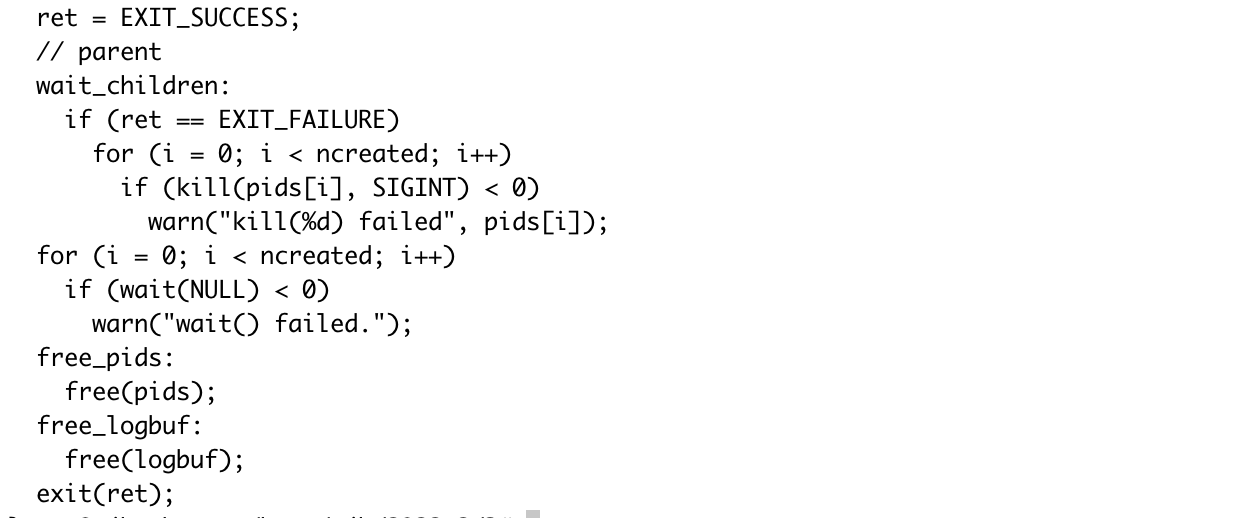 ret = EXIT_SUCCESS;
// parent
wait_children:
if (ret == EXIT_FAILURE)
for (i = 0; i < ncreated; i++)
if (kill(pids[i], SIGINT) < 0)
warn("kill(%d) failed", pids[i]);
for (i = 0; i < ncreated; i++)
if (wait(NULL) < 0)
warn("wait() failed.");
free_pids:
free(pids);
free_logbuf:
free(logbuf);
exit(ret);